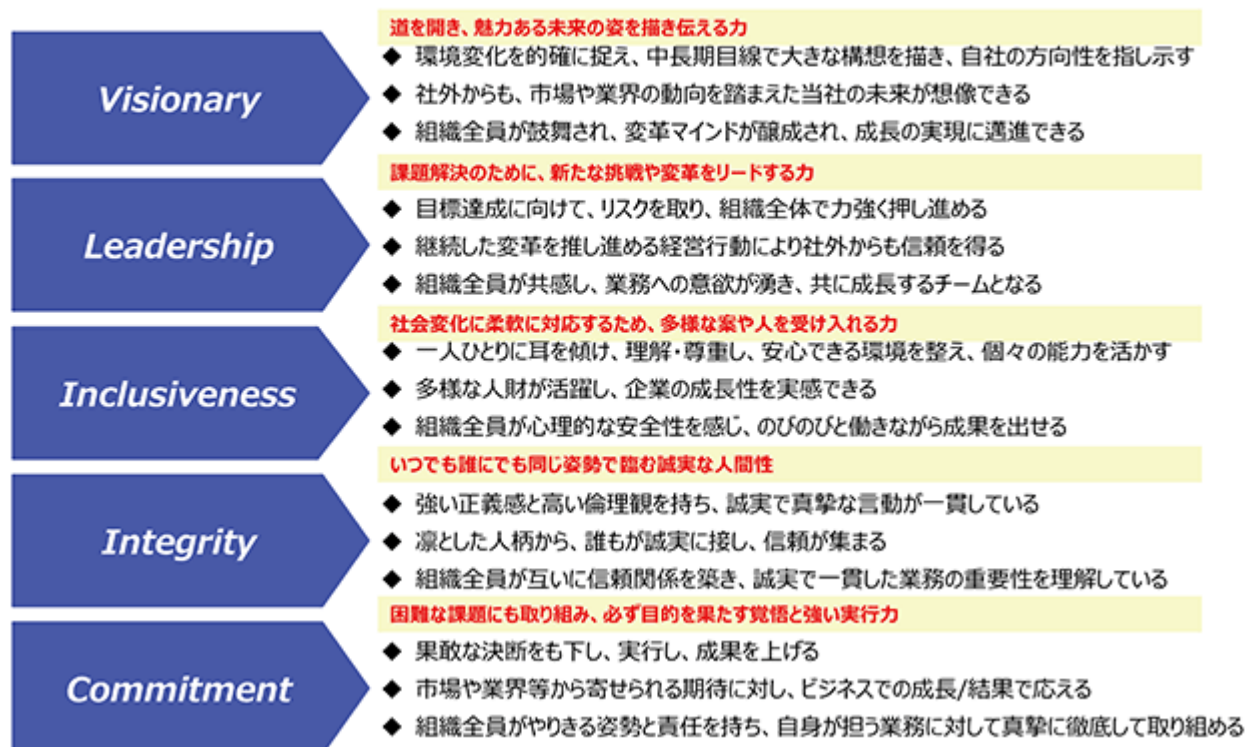 Visionary
道を開き、魅力ある未来の姿を描き伝える力
◆ 環境変化を的確に捉え、中長期目線で大きな構想を描き、自社の方向性を指し示す
◆ 社外からも、市場や業界の動向を踏まえた当社の未来が想像できる
◆ 組織全員が鼓舞され、変革マインドが醸成され、成長の実現に邁進できる
Leadership
課題解決のために、新たな挑戦や変革をリードする力
◆ 目標達成に向けて、リスクを取り、組織全体で力強く押し進める
◆ 継続した変革を推し進める経営行動により社外からも信頼を得る
◆ 組織全員が共感し、業務への意欲が湧き、共に成長するチームとなる
Inclusiveness
社会変化に柔軟に対応するため、多様な案や人を受け入れる力
◆ 一人ひとりに耳を傾け、理解・尊重し、安心できる環境を整え、個々の能力を活かす
◆ 多様な人財が活躍し、企業の成長性を実感できる
◆ 組織全員が心理的な安全性を感じ、のびのびと働きながら成果を出せる
Integrity
いつでも誰にでも同じ姿勢で臨む誠実な人間性
◆ 強い正義感と高い倫理観を持ち、誠実で真摯な言動が一貫している
◆ 凛とした人柄から、誰もが誠実に接し、信頼が集まる
◆ 組織全員が互いに信頼関係を築き、誠実で一貫した業務の重要性を理解している
Commitment
困難な課題にも取り組み、必ず目的を果たす覚悟と強い実行力
◆ 果敢な決断をも下し、実行し、成果を上げる
◆ 市場や業界等から寄せられる期待に対し、ビジネスでの成長/結果で応える
◆ 組織全員がやりきる姿勢と責任を持ち、自身が担う業務に対して真摯に徹底して取り組める